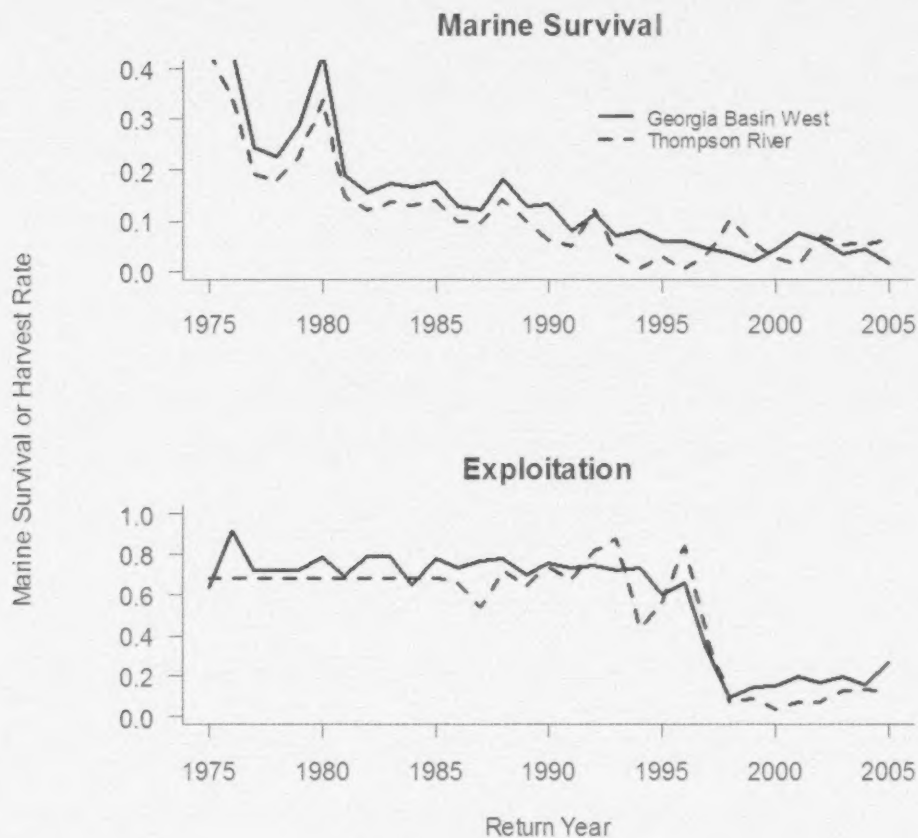 Marine Survival
0.4
0.3
0.2
0.1
0.0
Georgia Basin West
Thompson River
1975 1980 1985 1990 1995 2000 2005
Marine Survival or Harvest Rate
Exploitation
1.0
0.8
0.6
0.4
0.2
0.0
1975 1980 1985 1990 1995 2000 2005
Return Year